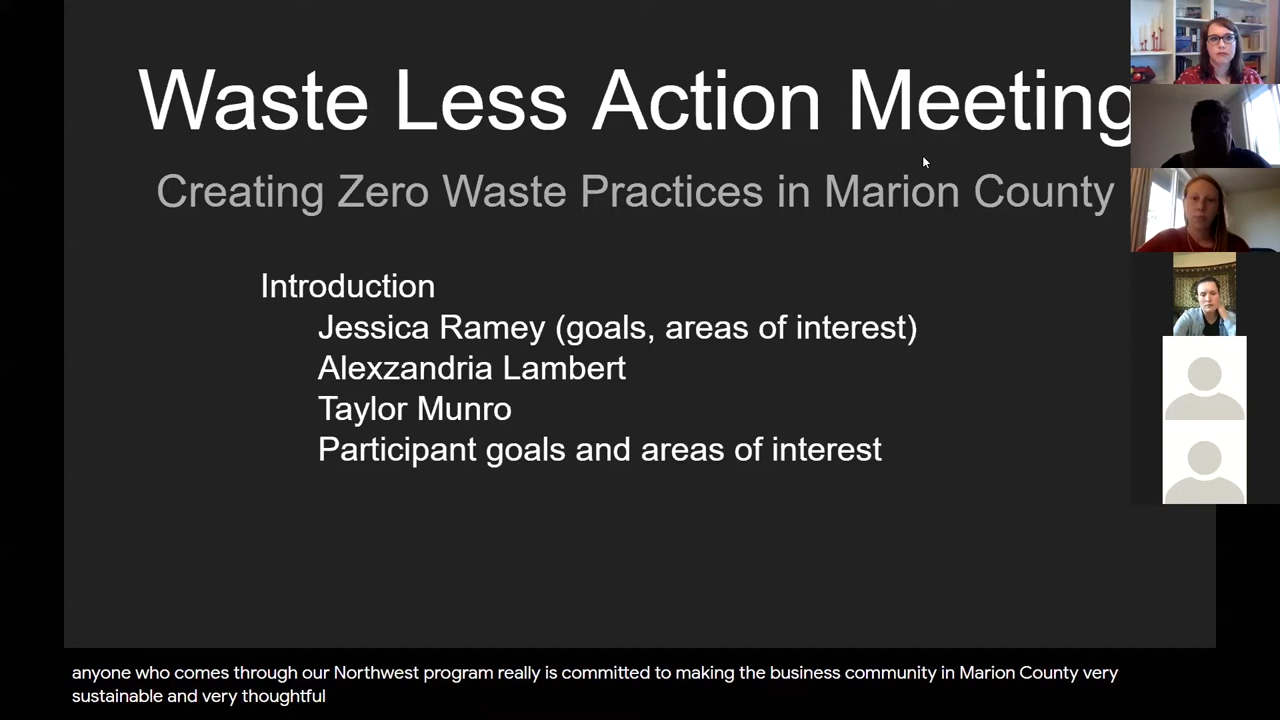 Waste Less Action Meeting
Creating Zero Waste Practices in Marion County
Introduction
Jessica Ramey (goals, areas of interest)
Alexzandria Lambert
Taylor Munro
Participant goals and areas of interest
anyone who comes through our Northwest program really is committed to making the business community in Marion County very
sustainable and very thoughtful